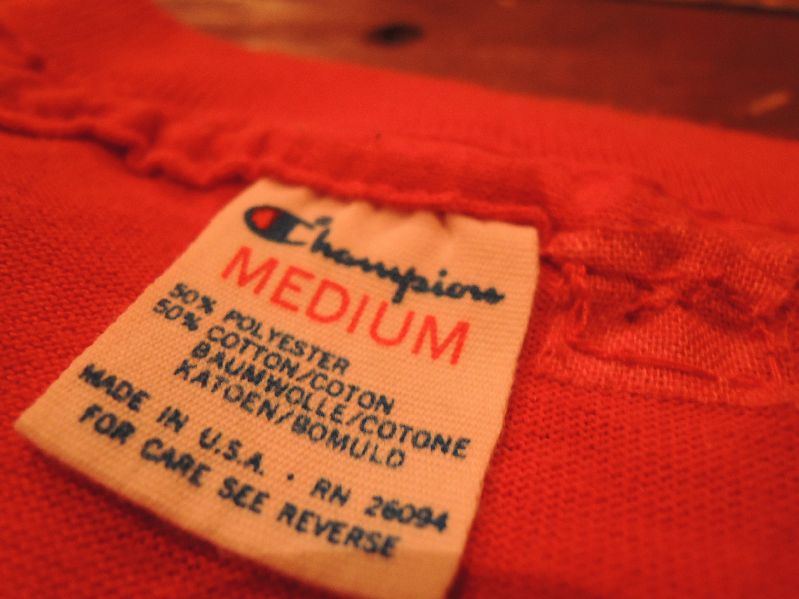 Champion
MEDIUM
50% POLYESTER
50% COTTON/COTON
BAUMWOLLE/COTONE
KATOEN/BOMULD
MADE IN U.S.A. · RN 26094
FOR CARE SEE REVERSE